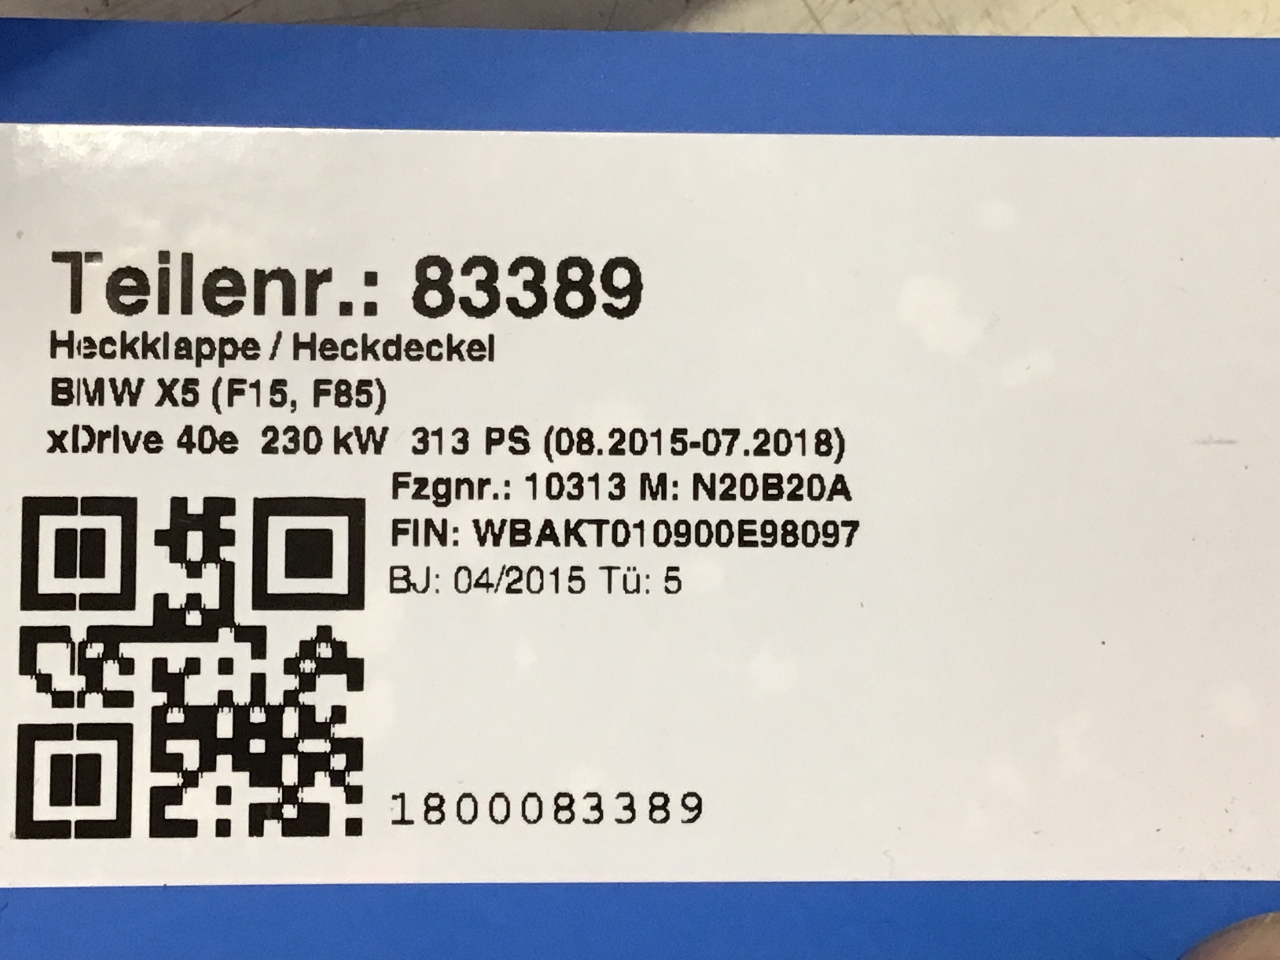 Teilenr.: 83389
Heckklappe / Heckdeckel
BMW X5 (F15, F85)
xDrive 40e 230 kW 313 PS (08.2015-07.2018)
Fzgnr.: 10313 M: N20B20A
FIN: WBAKT010900E98097
BJ: 04/2015 Tü: 5
1800083389